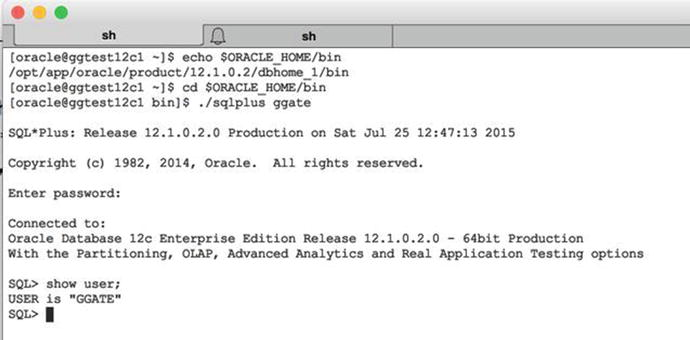 sh
sh
[oracle@ggtest12c1 ~]$ echo $ORACLE_HOME/bin
/opt/app/oracle/product/12.1.0.2/dbhome_1/bin
[oracle@ggtest12c1 ~]$ cd $ORACLE_HOME/bin
[oracle@ggtest12c1 bin]$ ./sqlplus ggate
SQL*Plus: Release 12.1.0.2.0 Production on Sat Jul 25 12:47:13 2015
Copyright (c) 1982, 2014, Oracle.  All rights reserved.
Enter password:
Connected to:
Oracle Database 12c Enterprise Edition Release 12.1.0.2.0 - 64bit Production
With the Partitioning, OLAP, Advanced Analytics and Real Application Testing options
SQL> show user;
USER is "GGATE"
SQL>